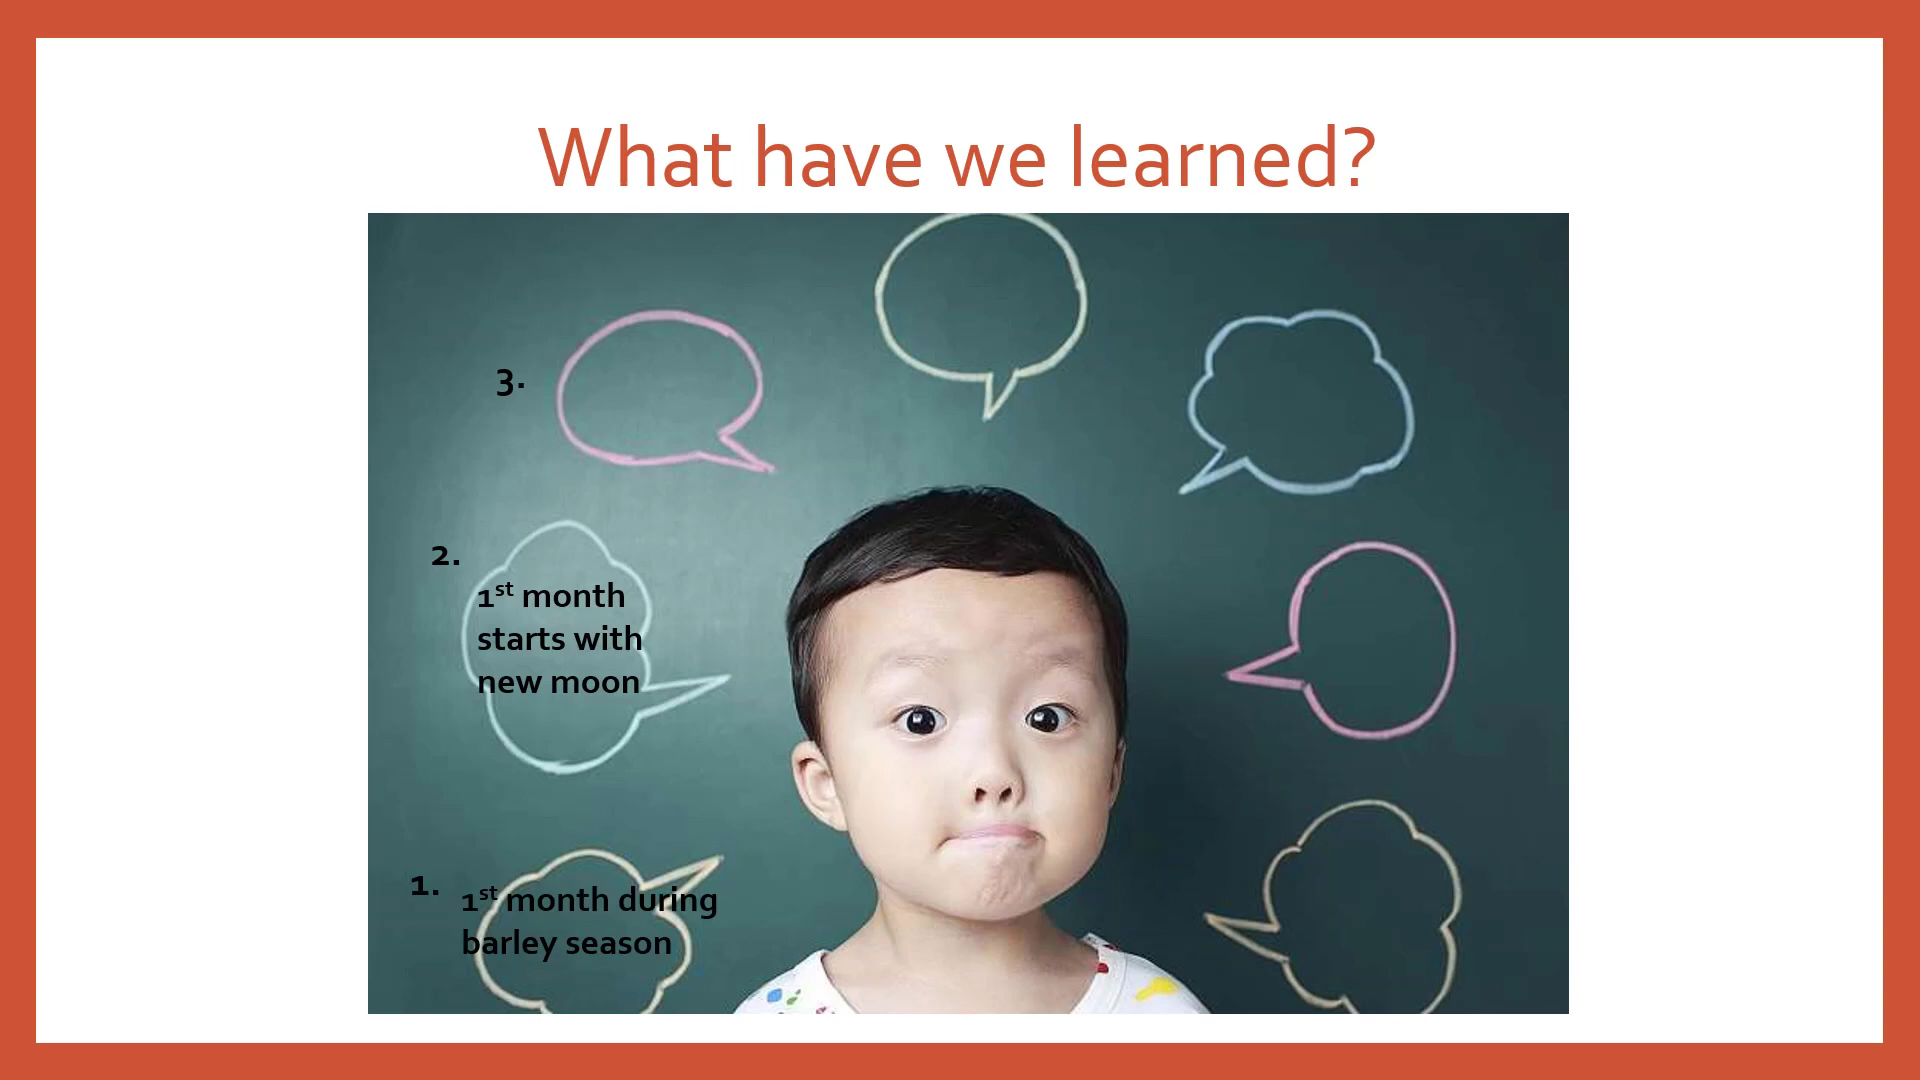 What have we learned?
3.
2.
1st month
starts with
new moon
1.
1st month during
barley season